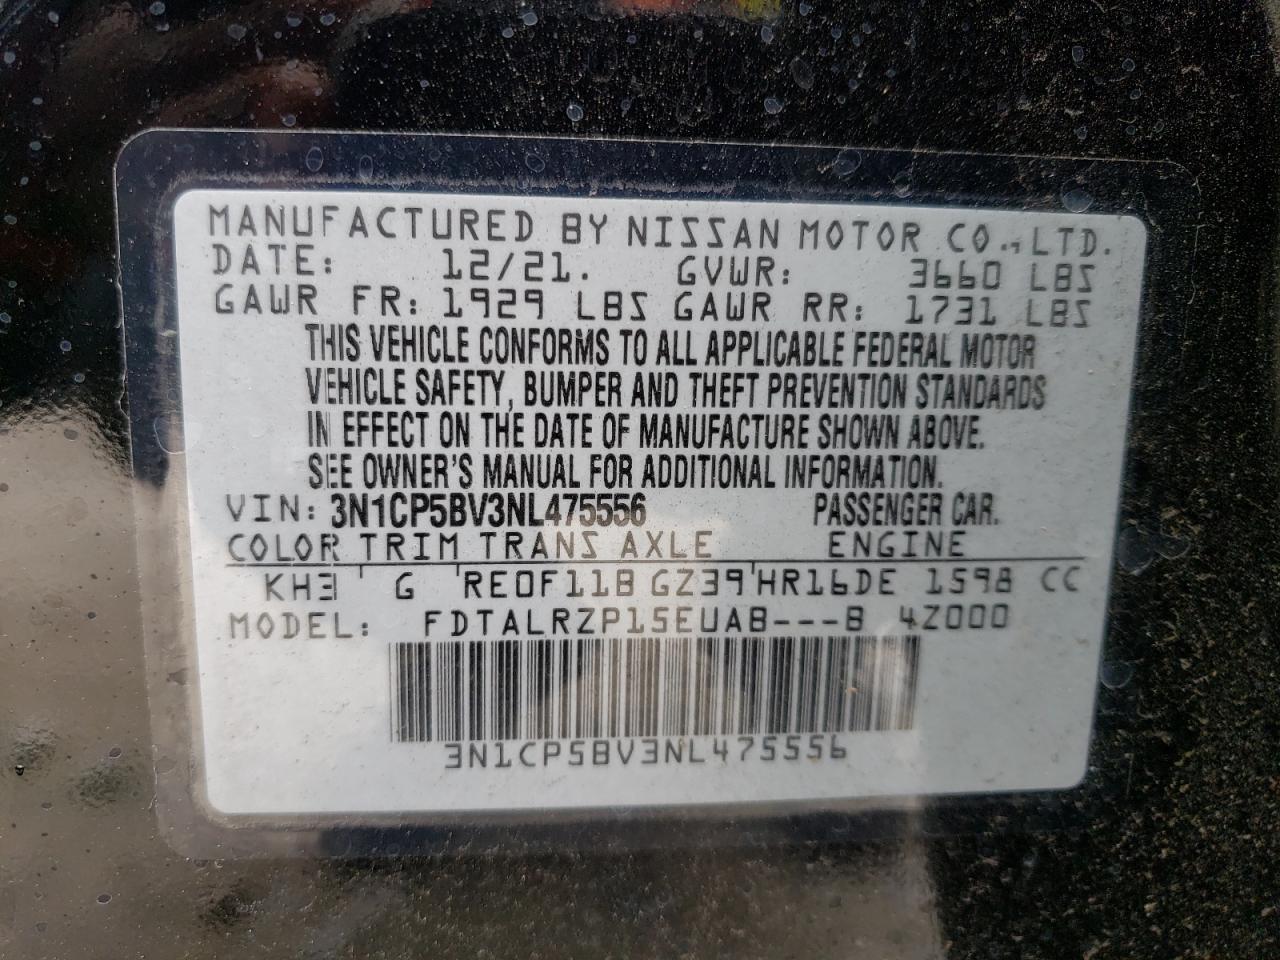 MANUFACTURED BY NISSAN MOTOR CO., LTD.
DATE: 12/21. GVWR: 3660 LBS
GAWR FR: 1929 LBS GAWR RR: 1731 LBS
THIS VEHICLE CONFORMS TO ALL APPLICABLE FEDERAL MOTOR
VEHICLE SAFETY, BUMPER AND THEFT PREVENTION STANDARDS
IN EFFECT ON THE DATE OF MANUFACTURE SHOWN ABOVE.
SEE OWNER'S MANUAL FOR ADDITIONAL INFORMATION.
VIN: 3N1CP5BV3NL475556 PASSENGER CAR.
COLOR TRIM TRANS AXLE ENGINE
KH3 G RE0F11B GZ39 HR16DE 1598 CC
MODEL: FDTALRZP15EUAB---B 4Z000
3N1CP5BV3NL475556